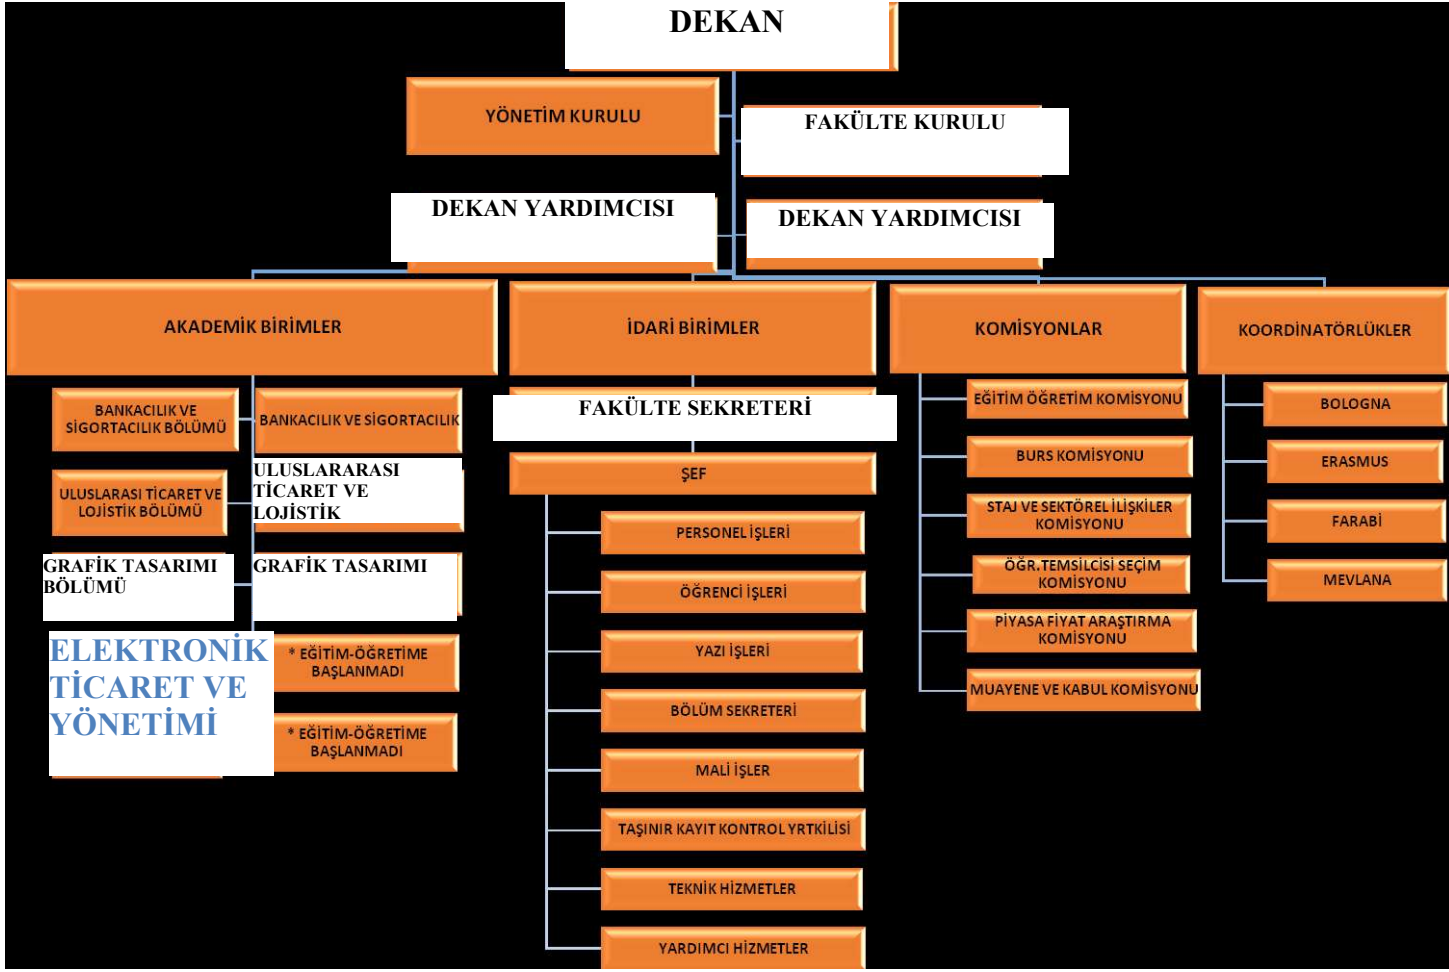 DEKAN
YÖNETİM KURULU
FAKÜLTE KURULU
DEKAN YARDIMCISI
DEKAN YARDIMCISI
AKADEMİK BİRİMLER
BANKACILIK VE
SİGORTACILIK BÖLÜMÜ
BANKACILIK VE SİGORTACILIK
ULUSLARASI TİCARET VE
LOJİSTİK BÖLÜMÜ
ULUSLARARASI
TİCARET VE
LOJİSTİK
GRAFİK TASARIMI
BÖLÜMÜ
GRAFİK TASARIMI
ELEKTRONİK
TİCARET VE
YÖNETİMİ
* EĞİTİM-ÖĞRETİME
BAŞLANMADI
* EĞİTİM-ÖĞRETİME
BAŞLANMADI
İDARİ BİRİMLER
FAKÜLTE SEKRETERİ
ŞEF
PERSONEL İŞLERİ
ÖĞRENCİ İŞLERİ
YAZI İŞLERİ
BÖLÜM SEKRETERİ
MALİ İŞLER
TAŞINIR KAYIT KONTROL YRTKİLİSİ
TEKNİK HİZMETLER
YARDIMCI HİZMETLER
KOMİSYONLAR
EĞİTİM ÖĞRETİM KOMİSYONU
BURS KOMİSYONU
STAJ VE SEKTÖREL İLİŞKİLER
KOMİSYONU
ÖĞR.TEMSİLCİSİ SEÇİM
KOMİSYONU
PİYASA FİYAT ARAŞTIRMA
KOMİSYONU
MUAYENE VE KABUL KOMİSYONU
KOORDİNATÖRLÜKLER
BOLOGNA
ERASMUS
FARABİ
MEVLANA